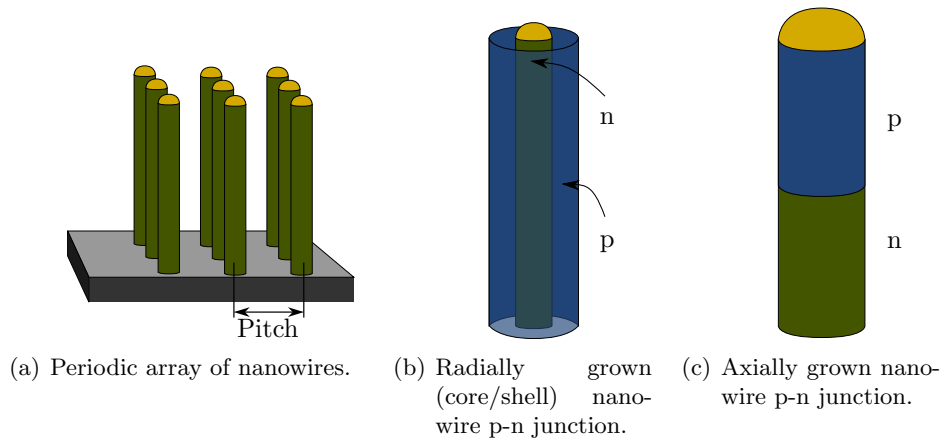 n
p
p
n
Pitch
(a) Periodic array of nanowires.
(b) Radially grown
(core/shell) nano-
wire p-n junction.
(c) Axially grown nano-
wire p-n junction.